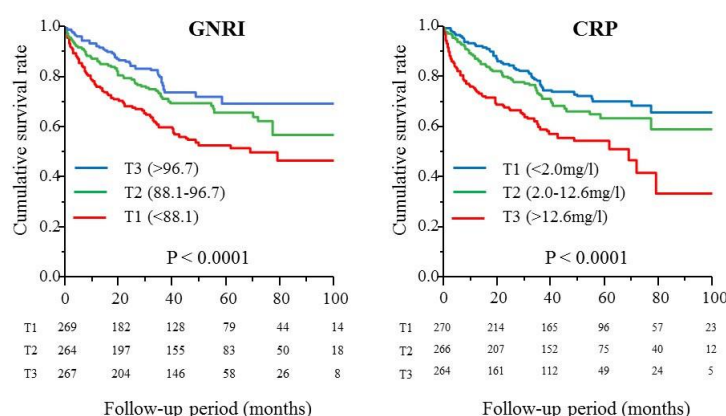 GNRI
Cumulative survival rate
1.0
0.8
0.6
0.4
0.2
0.0
T3 (>96.7)
T2 (88.1-96.7)
T1 (<88.1)
P < 0.0001
0 20 40 60 80 100
T1 269 182 128 79 44 14
T2 264 197 155 83 50 18
T3 267 204 146 58 26 8
Follow-up period (months)
CRP
Cumulative survival rate
1.0
0.8
0.6
0.4
0.2
0.0
T1 (<2.0mg/l)
T2 (2.0-12.6mg/l)
T3 (>12.6mg/l)
P < 0.0001
0 20 40 60 80 100
T1 270 214 165 96 57 23
T2 266 207 152 75 40 12
T3 264 161 112 49 24 5
Follow-up period (months)